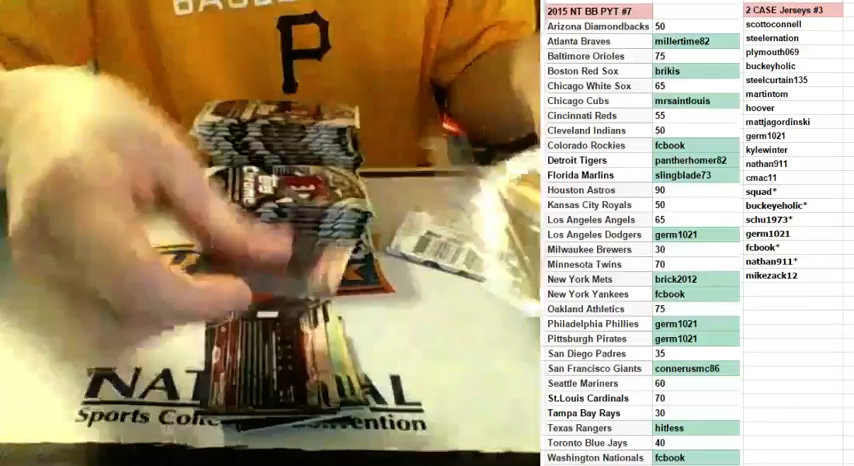 BASEBALL
P
NATIONAL
Sports Collectors Convention
2015 NT BB PYT #7
Arizona Diamondbacks 50
Atlanta Braves millertime82
Baltimore Orioles 75
Boston Red Sox brikis
Chicago White Sox 65
Chicago Cubs mrsaintlouis
Cincinnati Reds 55
Cleveland Indians 50
Colorado Rockies fcbook
Detroit Tigers pantherhomer82
Florida Marlins slingblade73
Houston Astros 90
Kansas City Royals 50
Los Angeles Angels 65
Los Angeles Dodgers germ1021
Milwaukee Brewers 30
Minnesota Twins 70
New York Mets brick2012
New York Yankees fcbook
Oakland Athletics 75
Philadelphia Phillies germ1021
Pittsburgh Pirates germ1021
San Diego Padres 35
San Francisco Giants connerusmc86
Seattle Mariners 60
St.Louis Cardinals 70
Tampa Bay Rays 30
Texas Rangers hitless
Toronto Blue Jays 40
Washington Nationals fcbook
2 CASE Jerseys #3
scottoconnell
steelernation
plymouth069
buckeyholic
steelcurtain135
martintom
hoover
mattjagordinski
germ1021
kylewinter
nathan911
cmac11
squad*
buckeyeholic*
schu1973*
germ1021
fcbook*
nathan911*
mikezack12